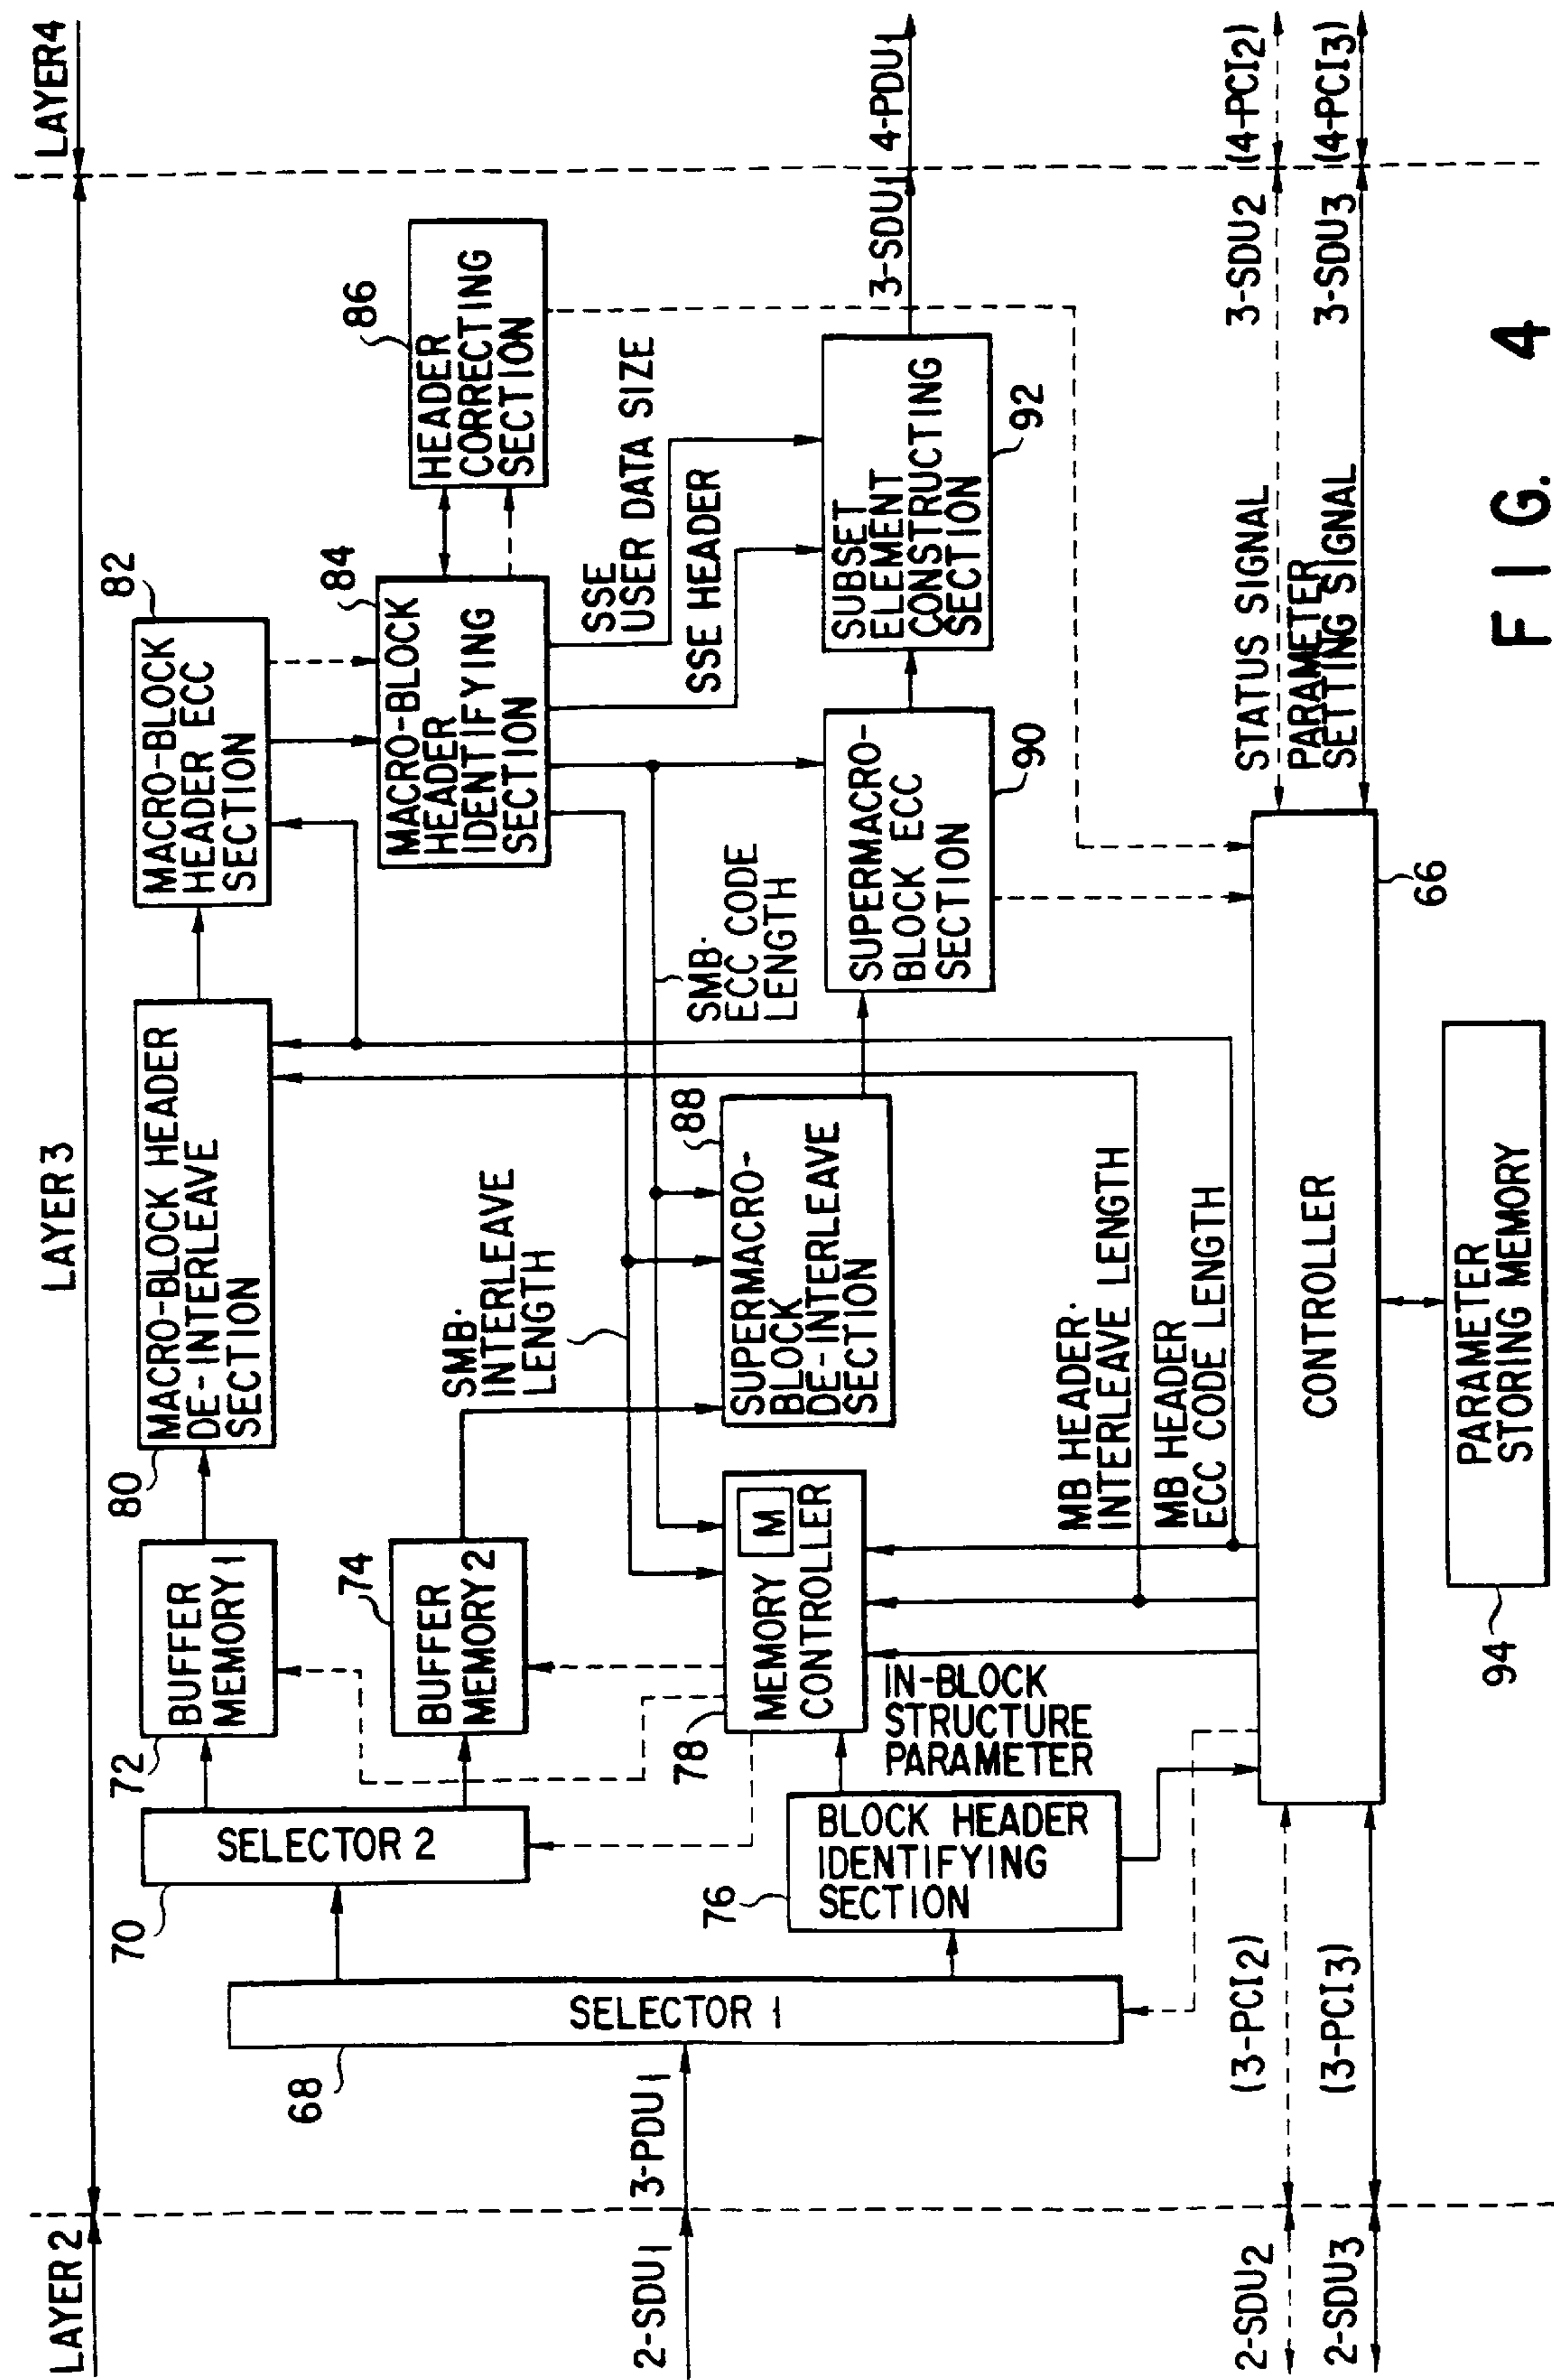 LAYER2
LAYER3
LAYER4
2-SDU1
3-PDU1
68
SELECTOR 1
70
SELECTOR 2
72
BUFFER
MEMORY 1
74
BUFFER
MEMORY 2
76
BLOCK HEADER
IDENTIFYING
SECTION
78
MEMORY
CONTROLLER
M
IN-BLOCK
STRUCTURE
PARAMETER
80
MACRO-BLOCK HEADER
DE-INTERLEAVE
SECTION
SMB·
INTERLEAVE
LENGTH
88
SUPERMACRO-
BLOCK
DE-INTERLEAVE
SECTION
MB HEADER·
INTERLEAVE LENGTH
MB HEADER
ECC CODE LENGTH
82
MACRO-BLOCK
HEADER ECC
SECTION
84
MACRO-BLOCK
HEADER
IDENTIFYING
SECTION
SMB·
ECC CODE
LENGTH
86
HEADER
CORRECTING
SECTION
SSE
USER DATA SIZE
SSE HEADER
90
SUPERMACRO-
BLOCK ECC
SECTION
92
SUBSET
ELEMENT
CONSTRUCTING
SECTION
3-SDU1
4-PDU1
2-SDU2
(3-PCI2)
2-SDU3
(3-PCI3)
CONTROLLER
66
STATUS SIGNAL
3-SDU2
(4-PCI2)
PARAMETER
SETTING SIGNAL
3-SDU3
(4-PCI3)
94
PARAMETER
STORING MEMORY
FIG. 4